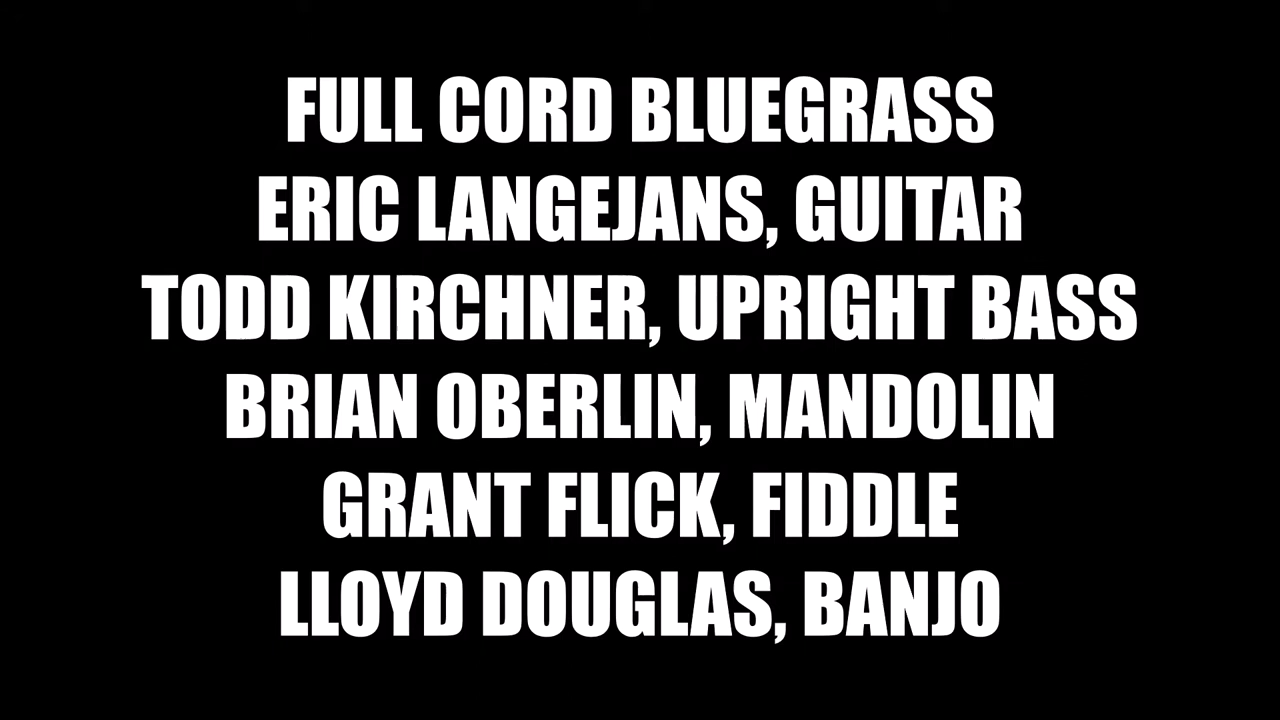 FULL CORD BLUEGRASS
ERIC LANGEJANS, GUITAR
TODD KIRCHNER, UPRIGHT BASS
BRIAN OBERLIN, MANDOLIN
GRANT FLICK, FIDDLE
LLOYD DOUGLAS, BANJO